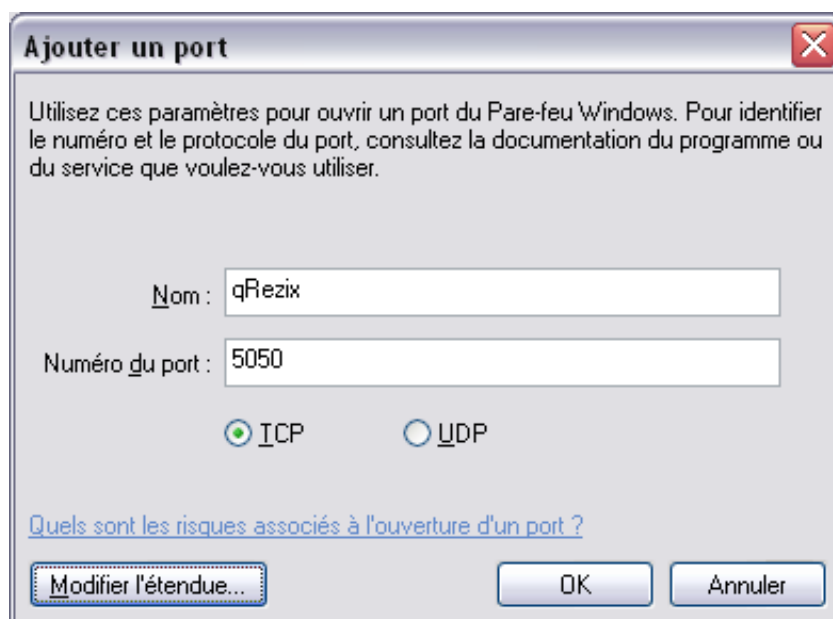 Ajouter un port
Utilisez ces paramètres pour ouvrir un port du Pare-feu Windows. Pour identifier
le numéro et le protocole du port, consultez la documentation du programme ou
du service que voulez-vous utiliser.
Nom : qRezix
Numéro du port : 5050
TCP UDP
Quels sont les risques associés à l'ouverture d'un port ?
Modifier l'étendue... OK Annuler